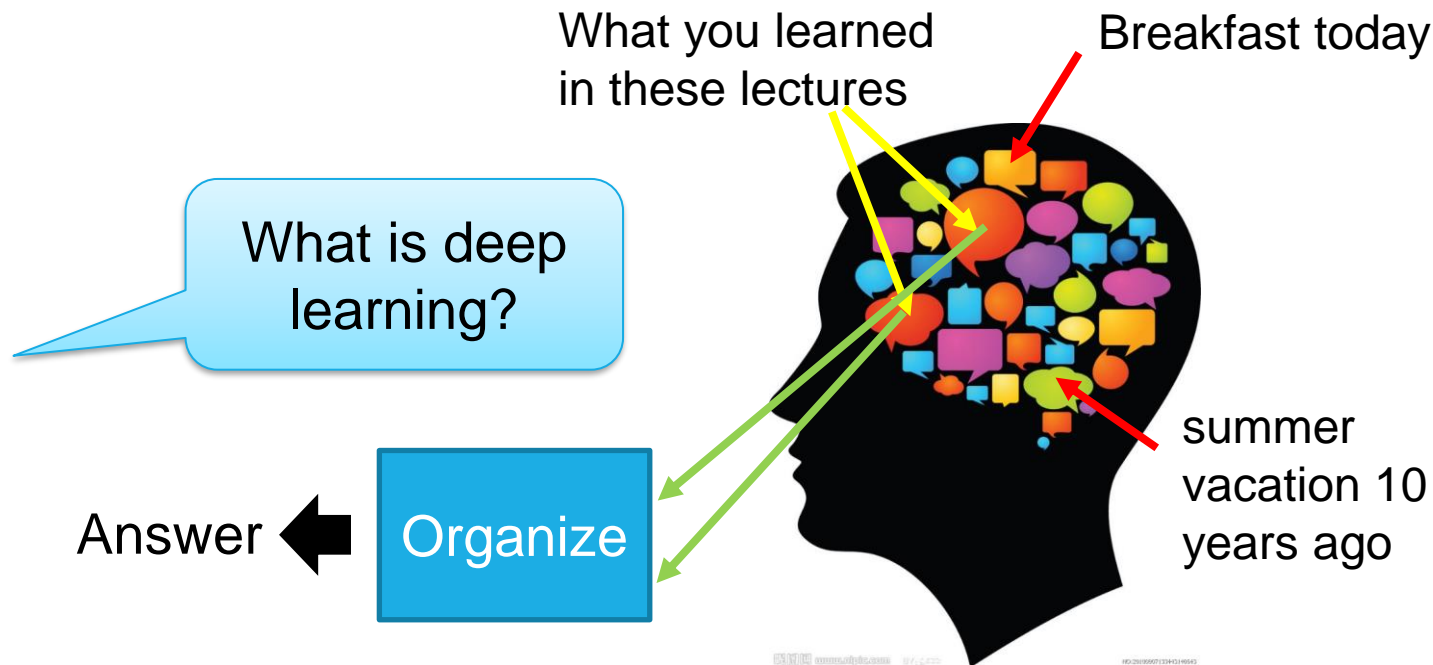 What you learned
in these lectures
Breakfast today
What is deep
learning?
summer
vacation 10
years ago
Organize
Answer